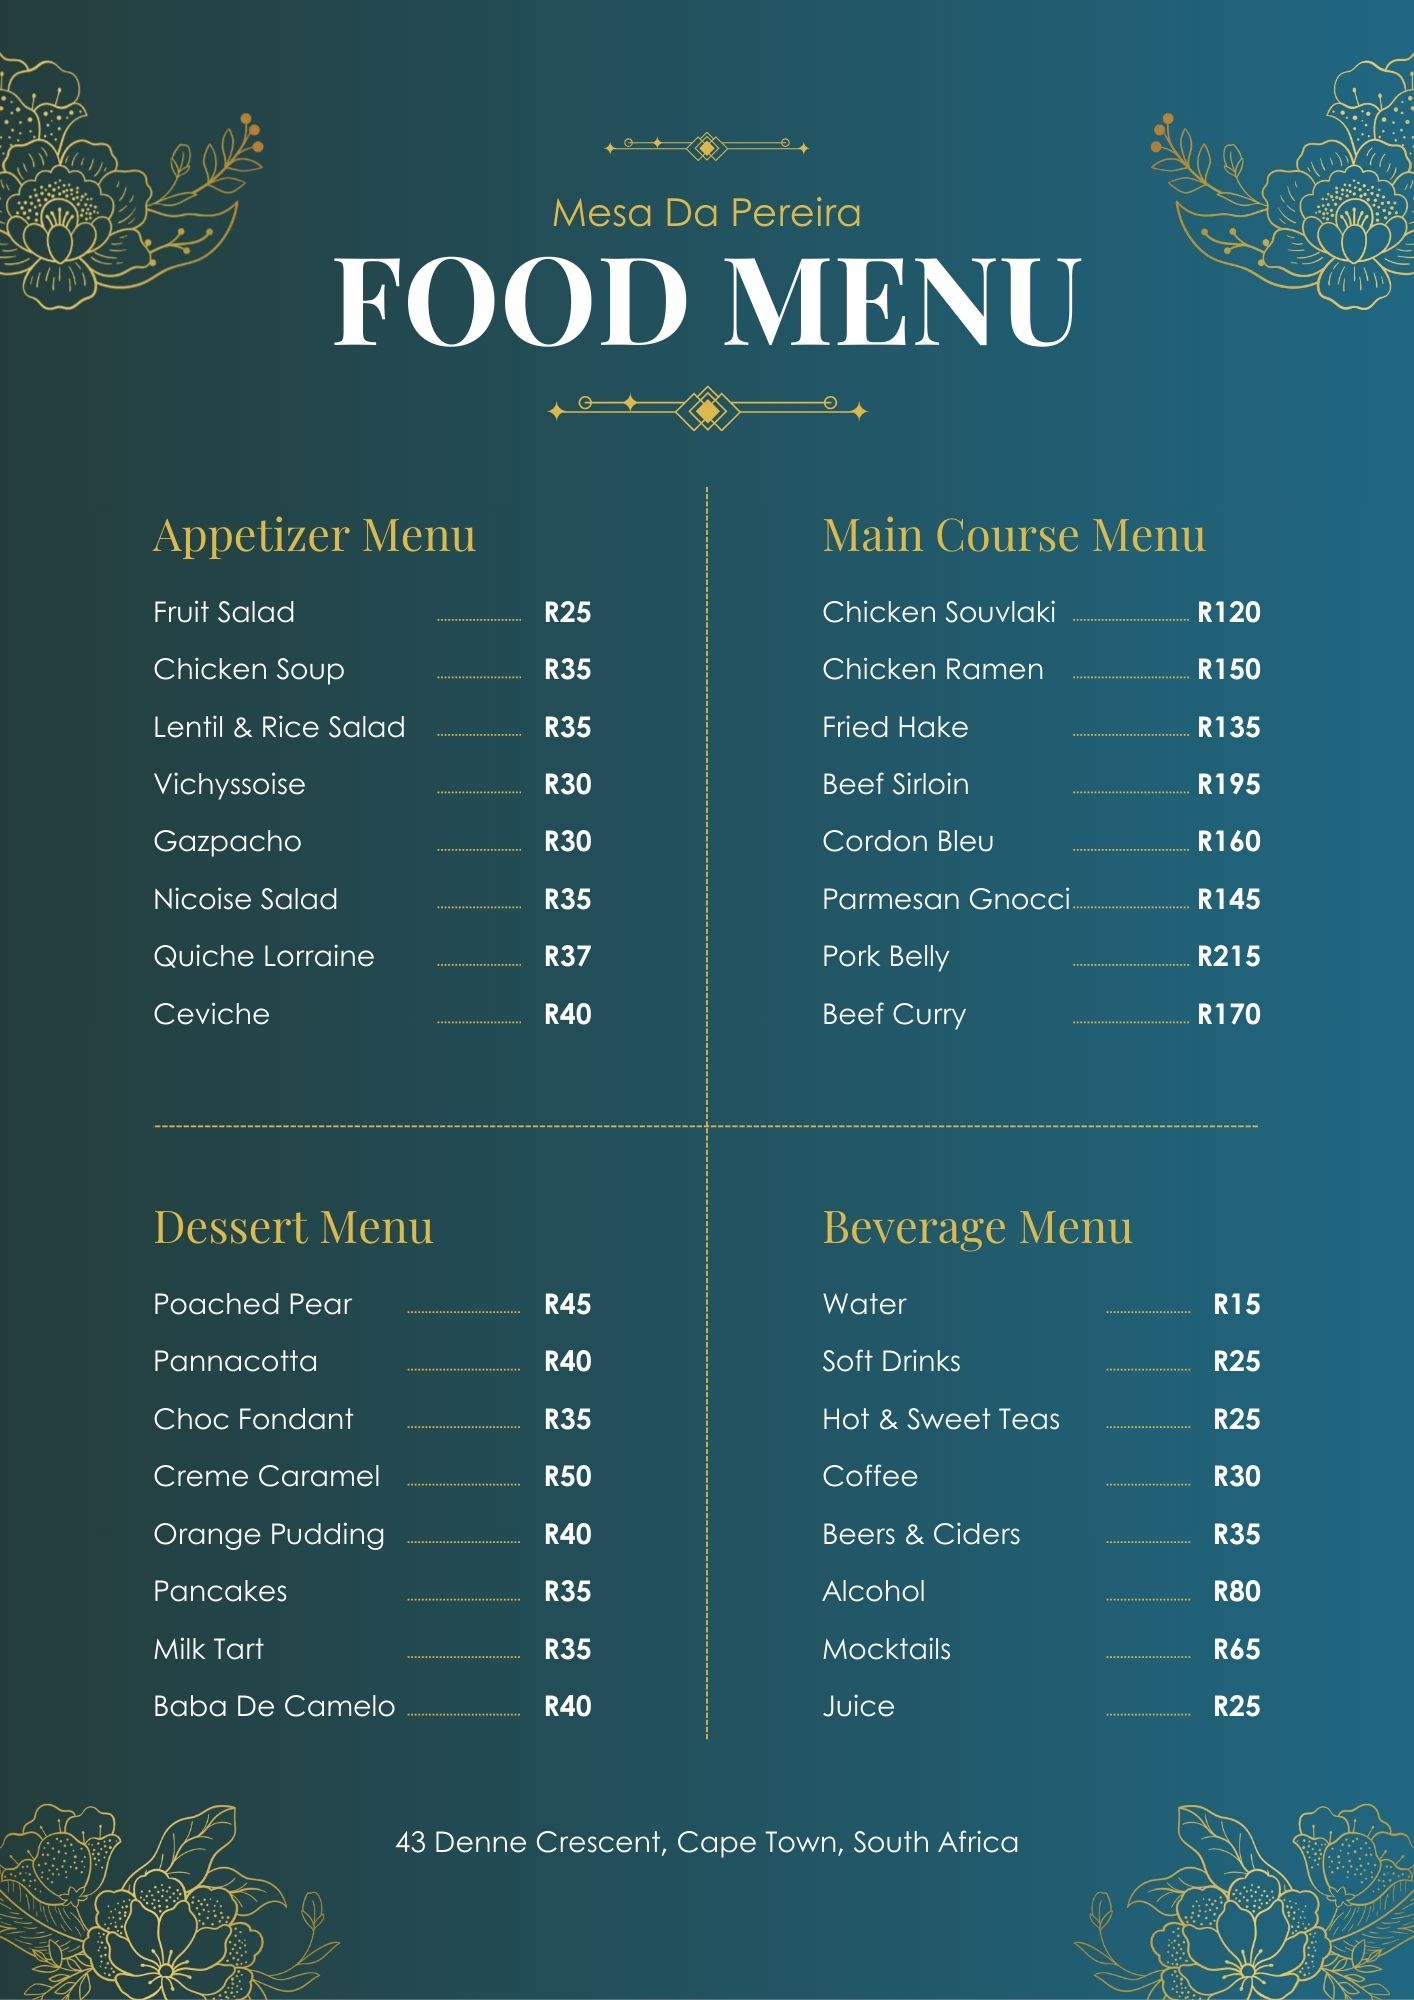 Mesa Da Pereira
FOOD MENU
Appetizer Menu
Fruit Salad R25
Chicken Soup R35
Lentil & Rice Salad R35
Vichyssoise R30
Gazpacho R30
Nicoise Salad R35
Quiche Lorraine R37
Ceviche R40
Main Course Menu
Chicken Souvlaki R120
Chicken Ramen R150
Fried Hake R135
Beef Sirloin R195
Cordon Bleu R160
Parmesan Gnocci R145
Pork Belly R215
Beef Curry R170
Dessert Menu
Poached Pear R45
Pannacotta R40
Choc Fondant R35
Creme Caramel R50
Orange Pudding R40
Pancakes R35
Milk Tart R35
Baba De Camelo R40
Beverage Menu
Water R15
Soft Drinks R25
Hot & Sweet Teas R25
Coffee R30
Beers & Ciders R35
Alcohol R80
Mocktails R65
Juice R25
43 Denne Crescent, Cape Town, South Africa